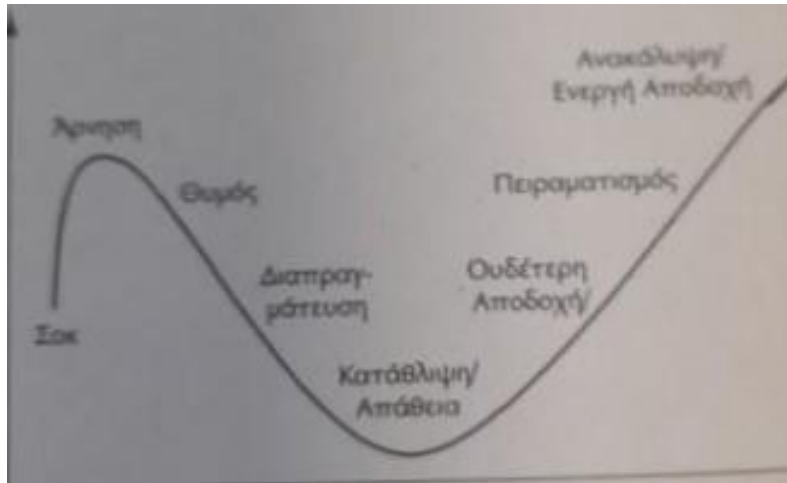 Σοκ
Άρνηση
Θυμός
Διαπραγ-
μάτευση
Κατάθλιψη/
Απάθεια
Ουδέτερη
Αποδοχή/
Πειραματισμός
Ανακάλυψη/
Ενεργή Αποδοχή